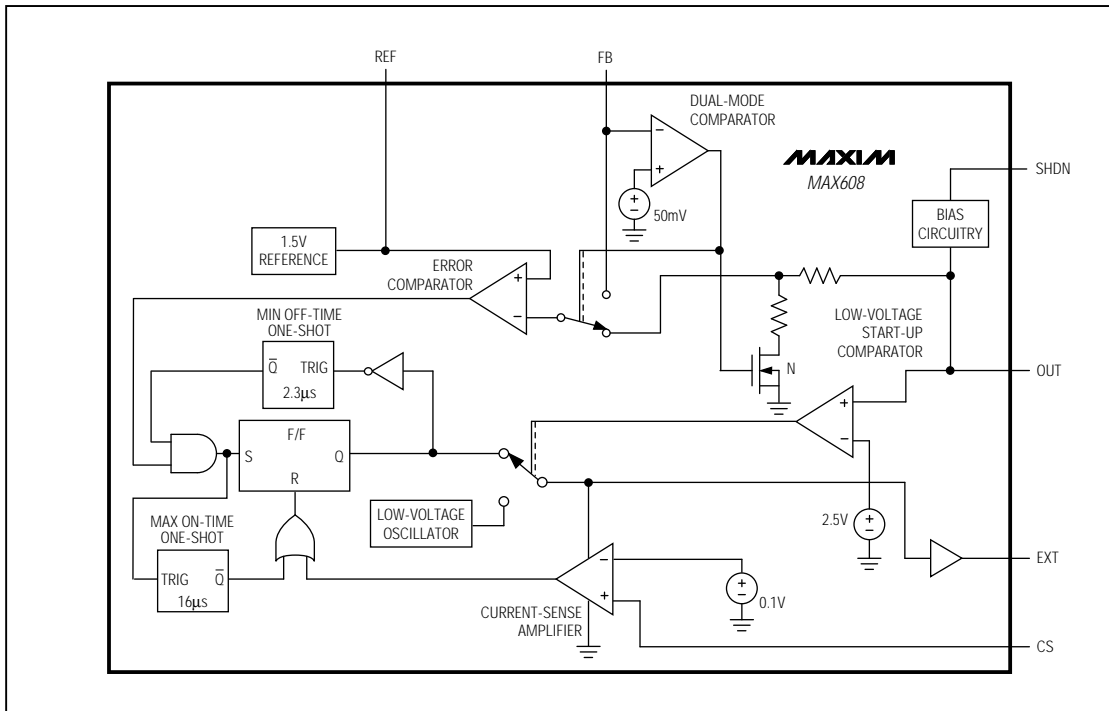 REF
FB
DUAL-MODE
COMPARATOR
MAXIM
MAX608
SHDN
−
+
+
−
50mV
BIAS
CIRCUITRY
1.5V
REFERENCE
ERROR
COMPARATOR
+
−
MIN OFF-TIME
ONE-SHOT
LOW-VOLTAGE
START-UP
COMPARATOR
Q̅ TRIG
2.3µs
N
OUT
+
−
F/F
S
Q
R
LOW-VOLTAGE
OSCILLATOR
2.5V
+
−
MAX ON-TIME
ONE-SHOT
TRIG Q̅
16µs
−
+
CURRENT-SENSE
AMPLIFIER
+
−
0.1V
EXT
CS